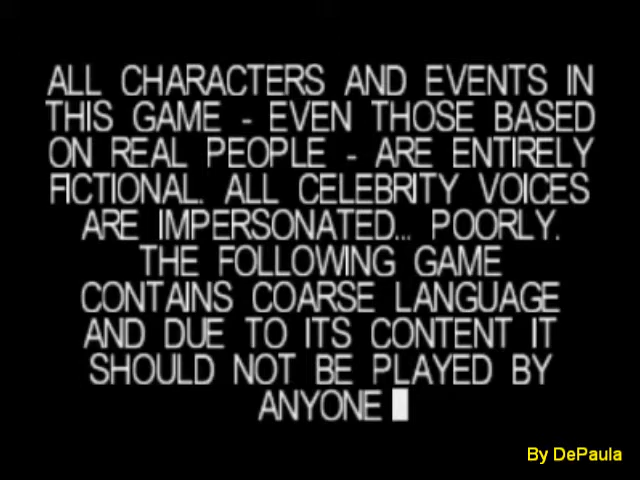 ALL CHARACTERS AND EVENTS IN
THIS GAME - EVEN THOSE BASED
ON REAL PEOPLE - ARE ENTIRELY
FICTIONAL. ALL CELEBRITY VOICES
ARE IMPERSONATED... POORLY.
THE FOLLOWING GAME
CONTAINS COARSE LANGUAGE
AND DUE TO ITS CONTENT IT
SHOULD NOT BE PLAYED BY
ANYONE
By DePaula